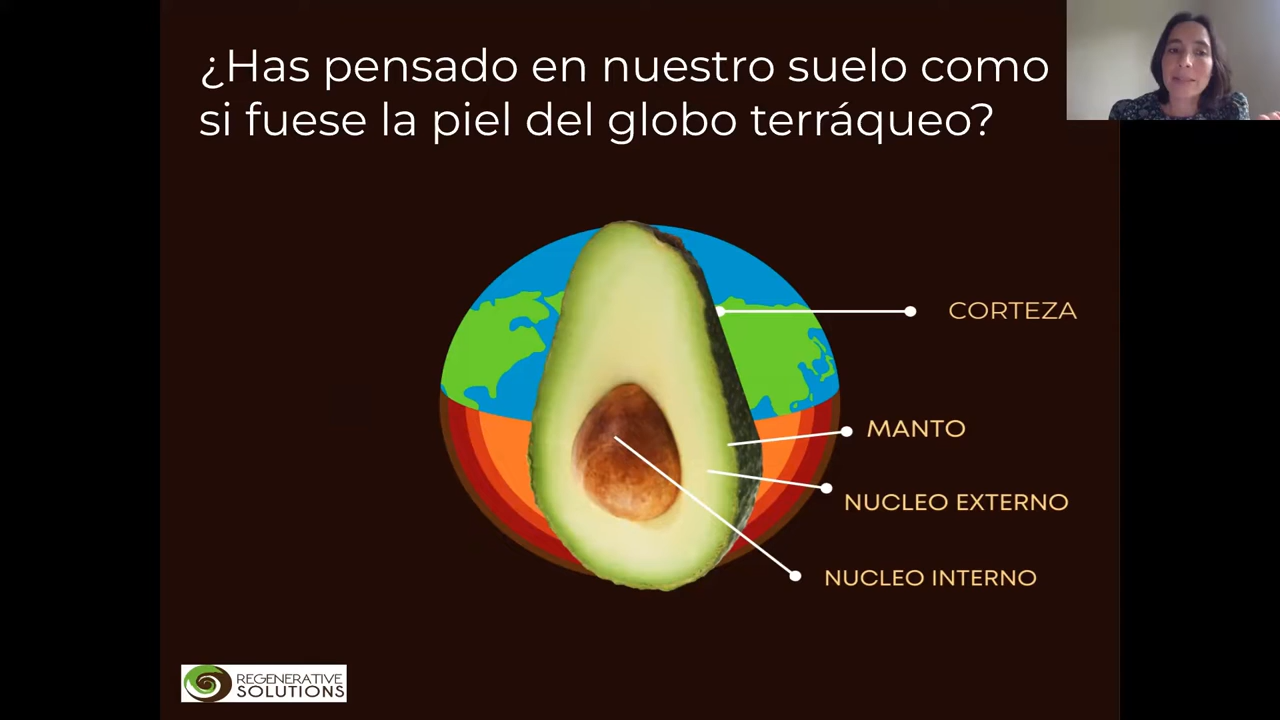 ¿Has pensado en nuestro suelo como
si fuese la piel del globo terráqueo?
CORTEZA
MANTO
NUCLEO EXTERNO
NUCLEO INTERNO
REGENERATIVE
SOLUTIONS